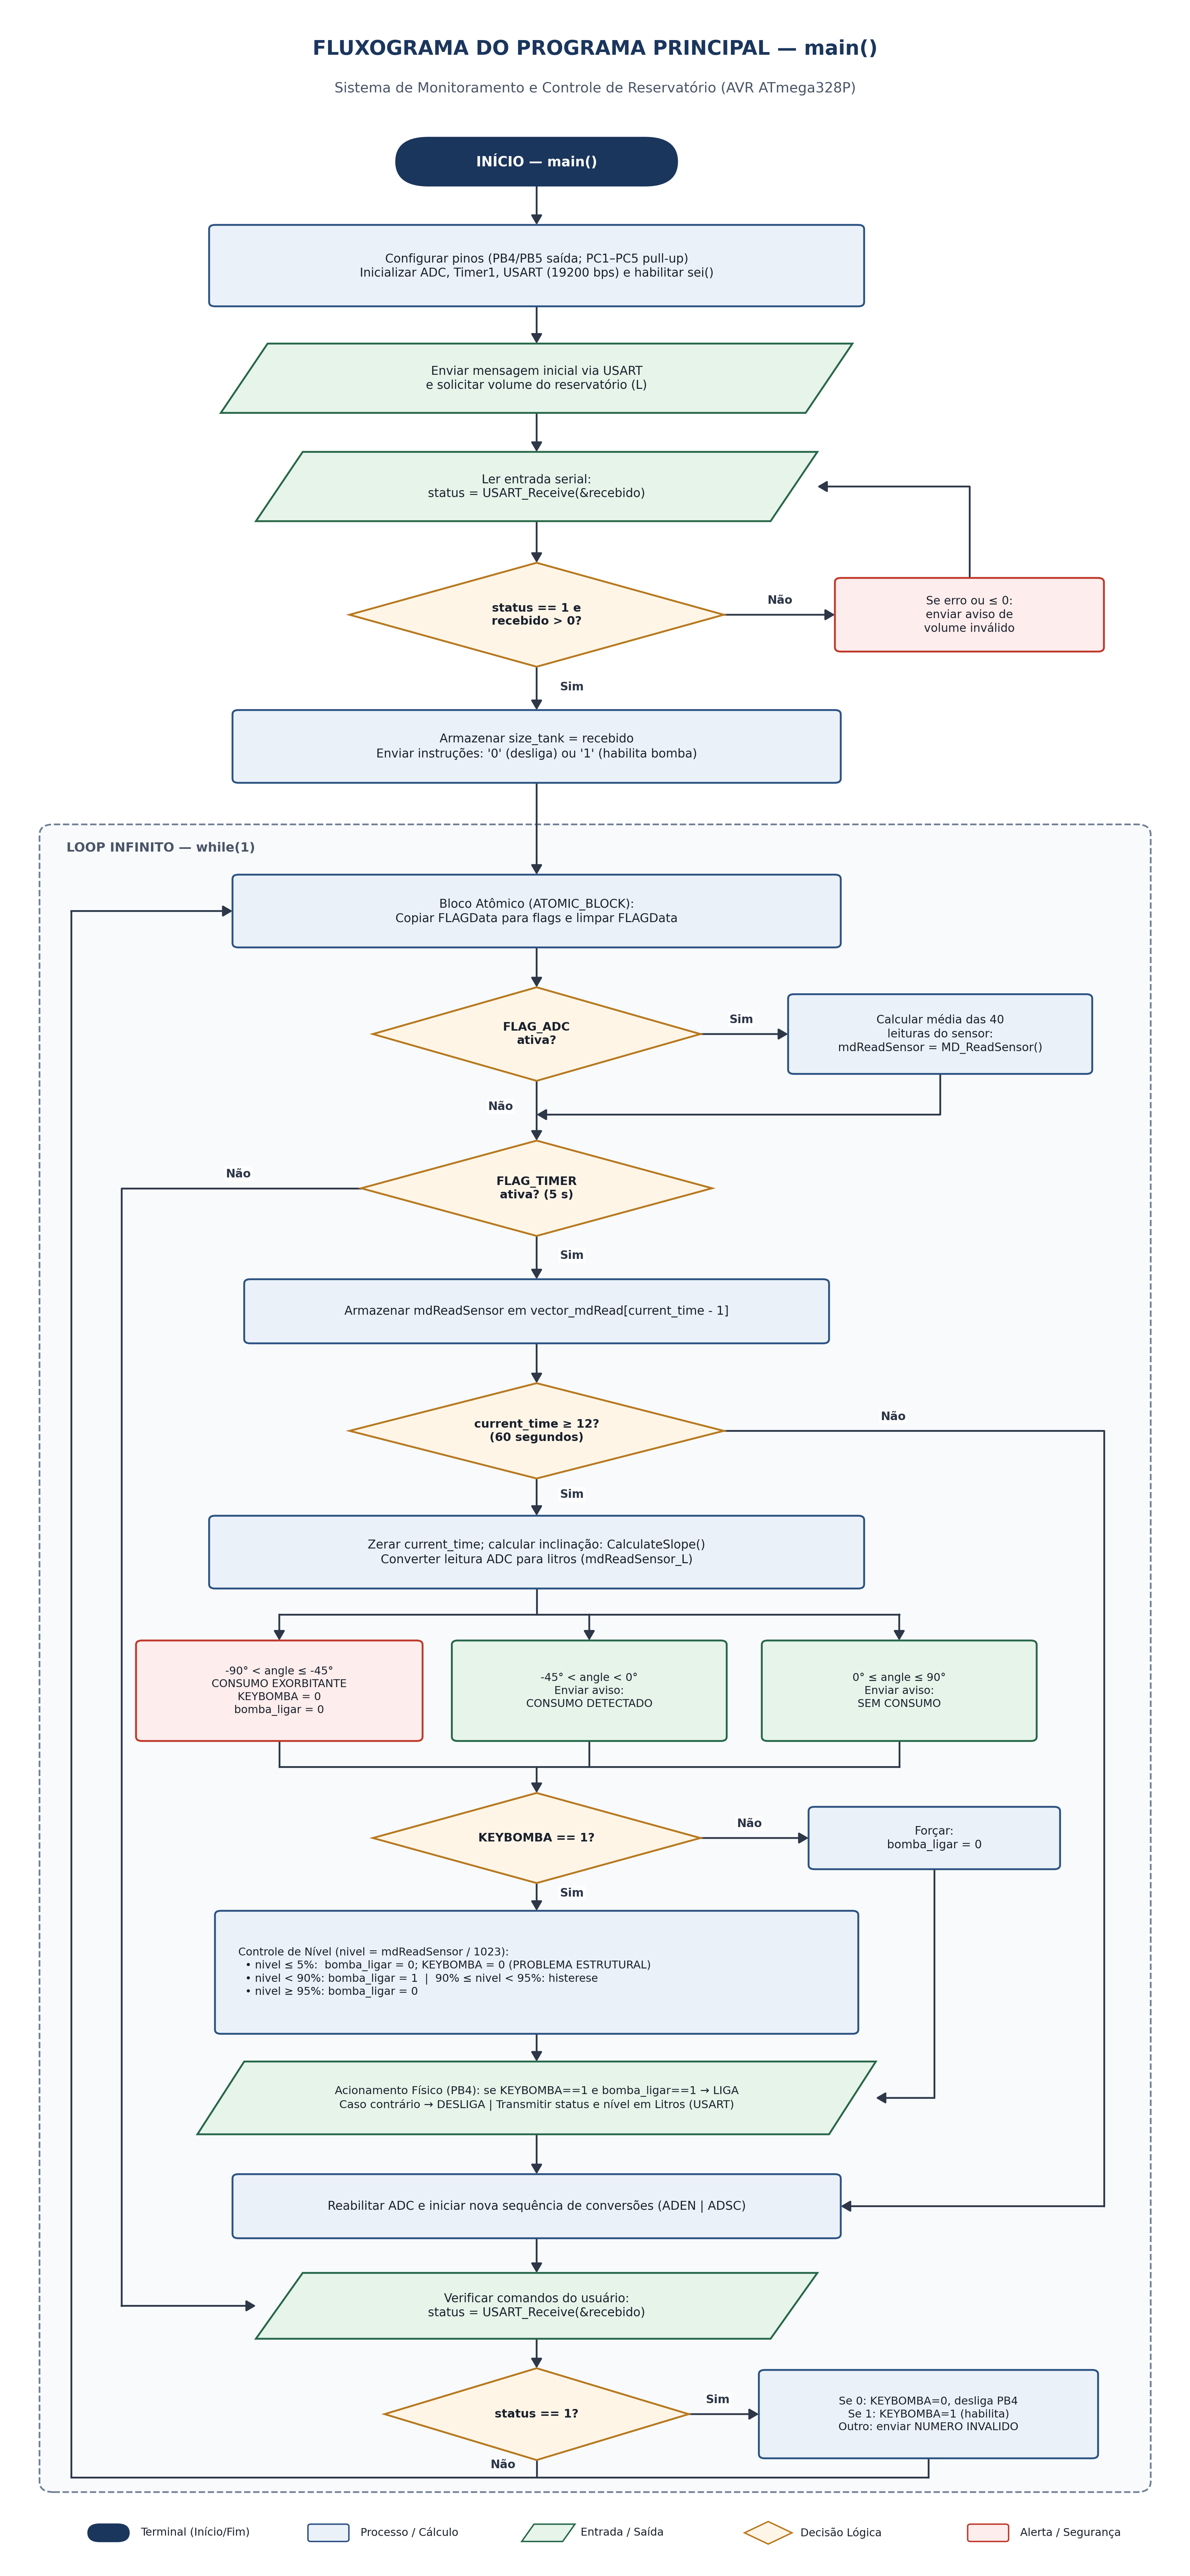 FLUXOGRAMA DO PROGRAMA PRINCIPAL — main()
Sistema de Monitoramento e Controle de Reservatório (AVR ATmega328P)
INÍCIO — main()
Configurar pinos (PB4/PB5 saída; PC1–PC5 pull-up)
Inicializar ADC, Timer1, USART (19200 bps) e habilitar sei()
Enviar mensagem inicial via USART
e solicitar volume do reservatório (L)
Ler entrada serial:
status = USART_Receive(&recebido)
status == 1 e
recebido > 0?
Não
Se erro ou ≤ 0:
enviar aviso de
volume inválido
Sim
Armazenar size_tank = recebido
Enviar instruções: '0' (desliga) ou '1' (habilita bomba)
LOOP INFINITO — while(1)
Bloco Atômico (ATOMIC_BLOCK):
Copiar FLAGData para flags e limpar FLAGData
FLAG_ADC
ativa?
Sim
Calcular média das 40
leituras do sensor:
mdReadSensor = MD_ReadSensor()
Não
FLAG_TIMER
ativa? (5 s)
Não
Sim
Armazenar mdReadSensor em vector_mdRead[current_time - 1]
current_time ≥ 12?
(60 segundos)
Não
Sim
Zerar current_time; calcular inclinação: CalculateSlope()
Converter leitura ADC para litros (mdReadSensor_L)
-90° < angle ≤ -45°
CONSUMO EXORBITANTE
KEYBOMBA = 0
bomba_ligar = 0
-45° < angle < 0°
Enviar aviso:
CONSUMO DETECTADO
0° ≤ angle ≤ 90°
Enviar aviso:
SEM CONSUMO
KEYBOMBA == 1?
Não
Forçar:
bomba_ligar = 0
Sim
Controle de Nível (nivel = mdReadSensor / 1023):
• nivel ≤ 5%:  bomba_ligar = 0; KEYBOMBA = 0 (PROBLEMA ESTRUTURAL)
• nivel < 90%: bomba_ligar = 1  |  90% ≤ nivel < 95%: histerese
• nivel ≥ 95%: bomba_ligar = 0
Acionamento Físico (PB4): se KEYBOMBA==1 e bomba_ligar==1 → LIGA
Caso contrário → DESLIGA | Transmitir status e nível em Litros (USART)
Reabilitar ADC e iniciar nova sequência de conversões (ADEN | ADSC)
Verificar comandos do usuário:
status = USART_Receive(&recebido)
status == 1?
Sim
Se 0: KEYBOMBA=0, desliga PB4
Se 1: KEYBOMBA=1 (habilita)
Outro: enviar NUMERO INVALIDO
Não
Terminal (Início/Fim)
Processo / Cálculo
Entrada / Saída
Decisão Lógica
Alerta / Segurança